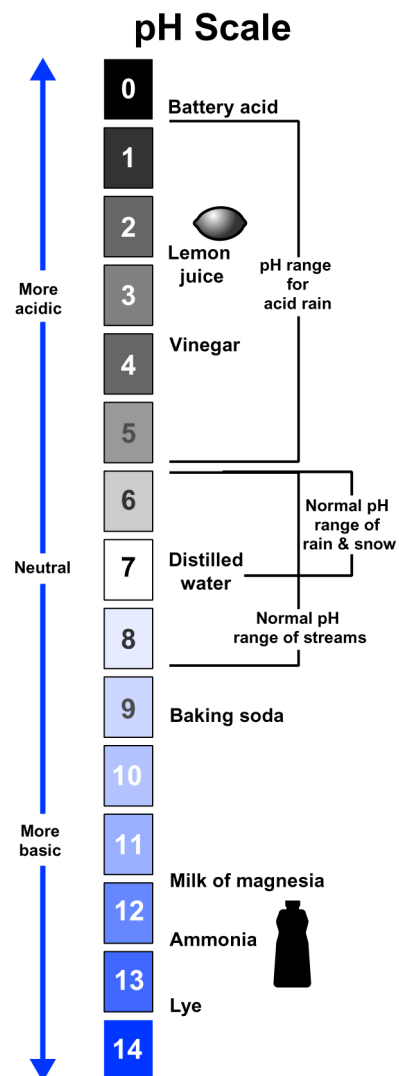 pH Scale
0
Battery acid
1
2
Lemon
juice
pH range
for
acid rain
More
acidic
3
Vinegar
4
5
6
Normal pH
range of
rain & snow
Neutral
7
Distilled
water
Normal pH
range of streams
8
9
Baking soda
10
More
basic
11
Milk of magnesia
12
Ammonia
13
Lye
14